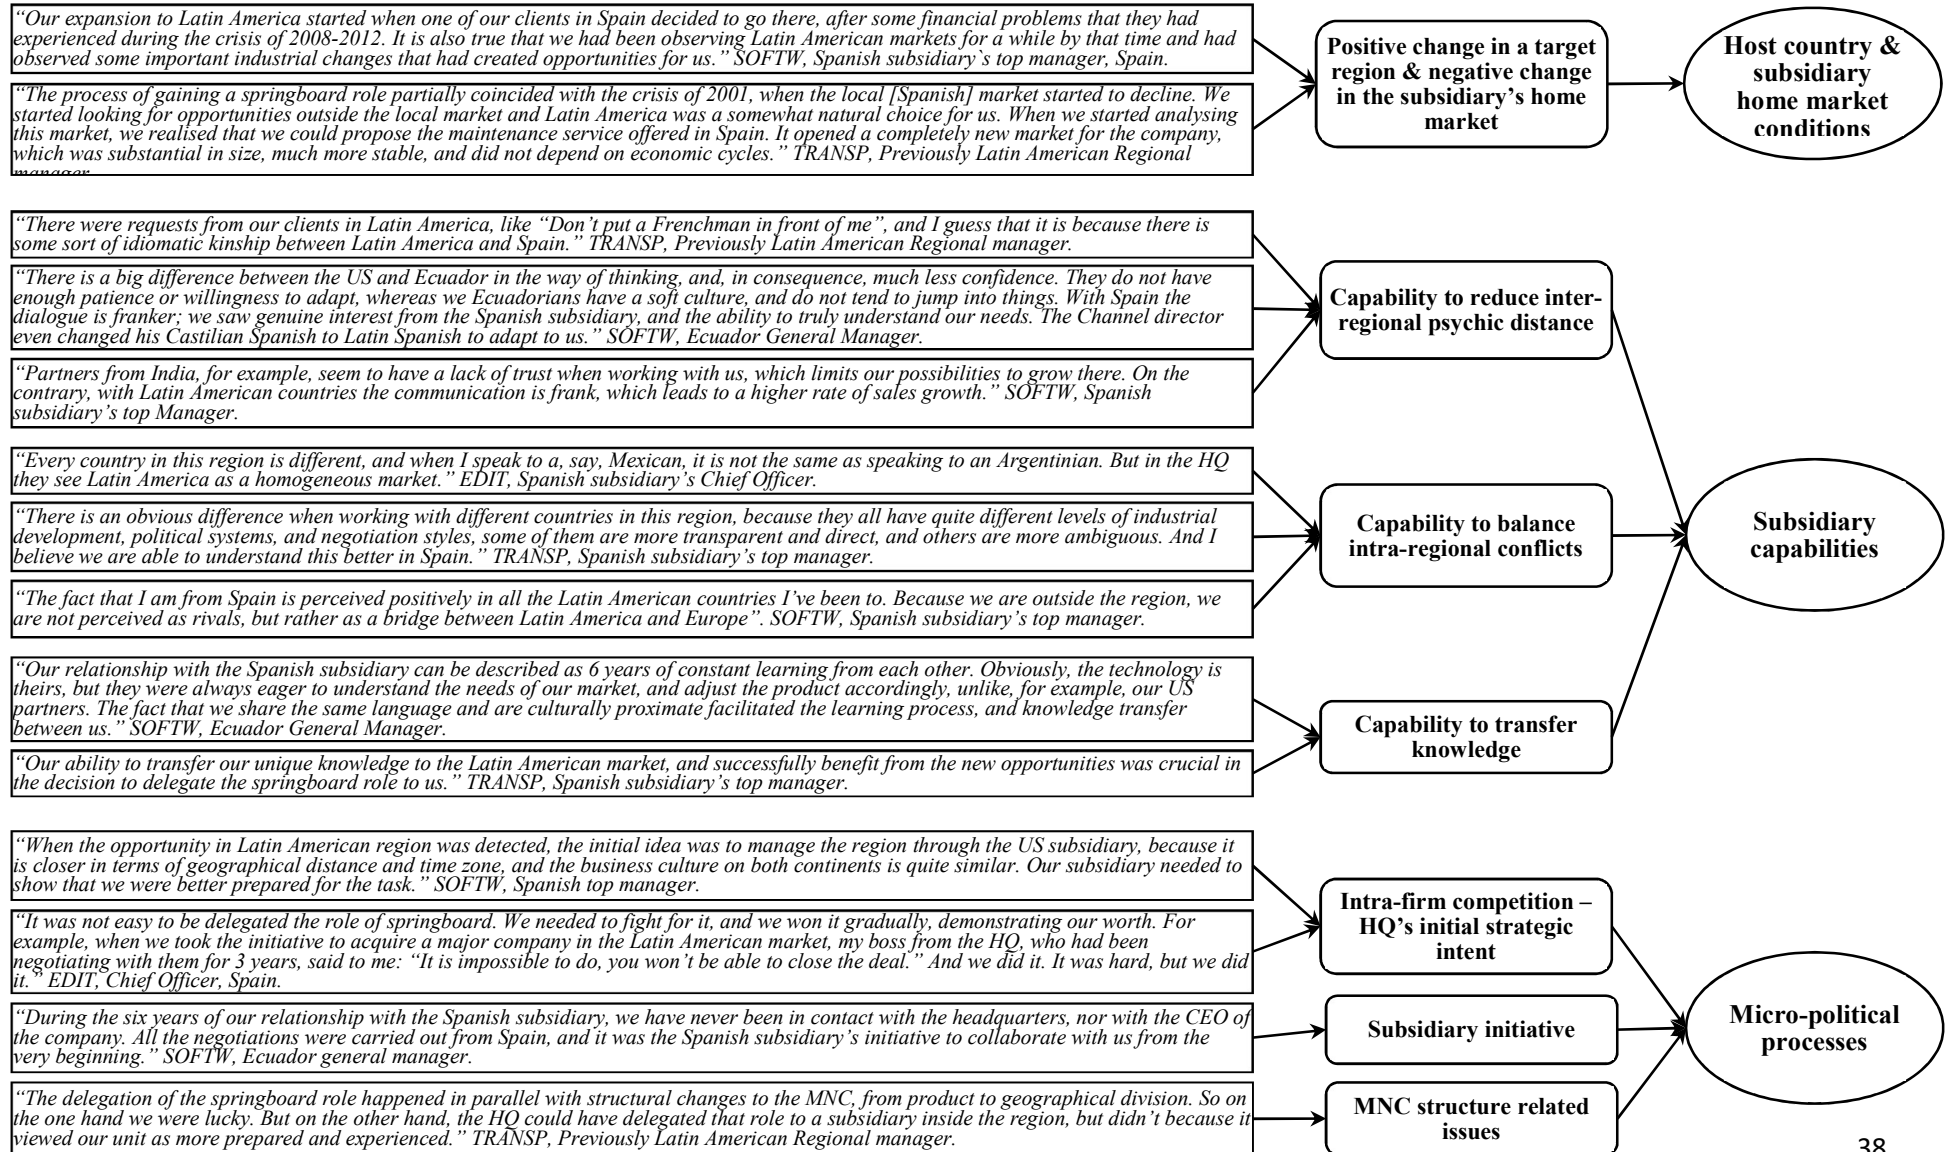 “Our expansion to Latin America started when one of our clients in Spain decided to go there, after some financial problems that they had
experienced during the crisis of 2008-2012. It is also true that we had been observing Latin American markets for a while by that time and had
observed some important industrial changes that had created opportunities for us.” SOFTW, Spanish subsidiary`s top manager, Spain.
“The process of gaining a springboard role partially coincided with the crisis of 2001, when the local [Spanish] market started to decline. We
started looking for opportunities outside the local market and Latin America was a somewhat natural choice for us. When we started analysing
this market, we realised that we could propose the maintenance service offered in Spain. It opened a completely new market for the company,
which was substantial in size, much more stable, and did not depend on economic cycles.” TRANSP, Previously Latin American Regional
manager.
Positive change in a target
region & negative change
in the subsidiary’s home
market
Host country &
subsidiary
home market
conditions
“There were requests from our clients in Latin America, like “Don’t put a Frenchman in front of me”, and I guess that it is because there is
some sort of idiomatic kinship between Latin America and Spain.” TRANSP, Previously Latin American Regional manager.
“There is a big difference between the US and Ecuador in the way of thinking, and, in consequence, much less confidence. They do not have
enough patience or willingness to adapt, whereas we Ecuadorians have a soft culture, and do not tend to jump into things. With Spain the
dialogue is franker; we saw genuine interest from the Spanish subsidiary, and the ability to truly understand our needs. The Channel director
even changed his Castilian Spanish to Latin Spanish to adapt to us.” SOFTW, Ecuador General Manager.
“Partners from India, for example, seem to have a lack of trust when working with us, which limits our possibilities to grow there. On the
contrary, with Latin American countries the communication is frank, which leads to a higher rate of sales growth.” SOFTW, Spanish
subsidiary’s top Manager.
Capability to reduce inter-
regional psychic distance
“Every country in this region is different, and when I speak to a, say, Mexican, it is not the same as speaking to an Argentinian. But in the HQ
they see Latin America as a homogeneous market.” EDIT, Spanish subsidiary’s Chief Officer.
“There is an obvious difference when working with different countries in this region, because they all have quite different levels of industrial
development, political systems, and negotiation styles, some of them are more transparent and direct, and others are more ambiguous. And I
believe we are able to understand this better in Spain.” TRANSP, Spanish subsidiary’s top manager.
“The fact that I am from Spain is perceived positively in all the Latin American countries I’ve been to. Because we are outside the region, we
are not perceived as rivals, but rather as a bridge between Latin America and Europe”. SOFTW, Spanish subsidiary’s top manager.
Capability to balance
intra-regional conflicts
“Our relationship with the Spanish subsidiary can be described as 6 years of constant learning from each other. Obviously, the technology is
theirs, but they were always eager to understand the needs of our market, and adjust the product accordingly, unlike, for example, our US
partners. The fact that we share the same language and are culturally proximate facilitated the learning process, and knowledge transfer
between us.” SOFTW, Ecuador General Manager.
“Our ability to transfer our unique knowledge to the Latin American market, and successfully benefit from the new opportunities was crucial in
the decision to delegate the springboard role to us.” TRANSP, Spanish subsidiary’s top manager.
Capability to transfer
knowledge
Subsidiary
capabilities
“When the opportunity in Latin American region was detected, the initial idea was to manage the region through the US subsidiary, because it
is closer in terms of geographical distance and time zone, and the business culture on both continents is quite similar. Our subsidiary needed to
show that we were better prepared for the task.” SOFTW, Spanish top manager.
“It was not easy to be delegated the role of springboard. We needed to fight for it, and we won it gradually, demonstrating our worth. For
example, when we took the initiative to acquire a major company in the Latin American market, my boss from the HQ, who had been
negotiating with them for 3 years, said to me: “It is impossible to do, you won’t be able to close the deal.” And we did it. It was hard, but we did
it.” EDIT, Chief Officer, Spain.
Intra-firm competition –
HQ’s initial strategic
intent
“During the six years of our relationship with the Spanish subsidiary, we have never been in contact with the headquarters, nor with the CEO of
the company. All the negotiations were carried out from Spain, and it was the Spanish subsidiary’s initiative to collaborate with us from the
very beginning.” SOFTW, Ecuador general manager.
Subsidiary initiative
“The delegation of the springboard role happened in parallel with structural changes to the MNC, from product to geographical division. So on
the one hand we were lucky. But on the other hand, the HQ could have delegated that role to a subsidiary inside the region, but didn’t because it
viewed our unit as more prepared and experienced.” TRANSP, Previously Latin American Regional manager.
MNC structure related
issues
Micro-political
processes
38